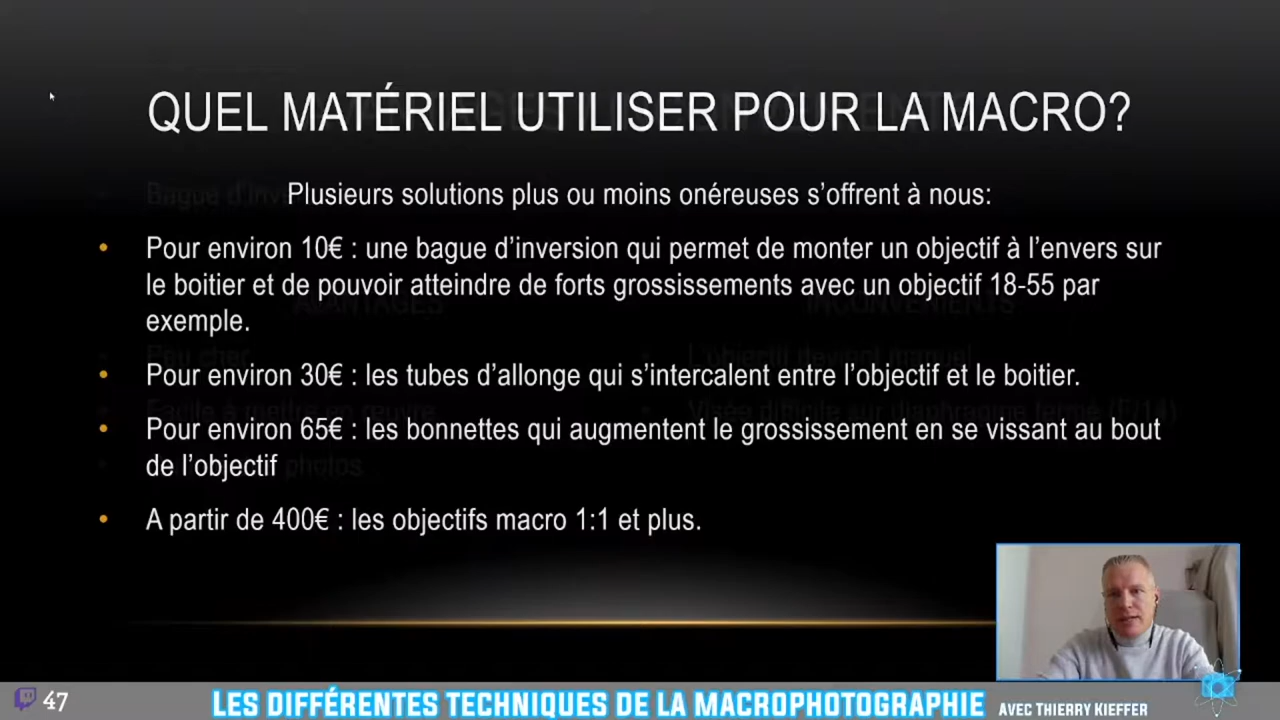 QUEL MATÉRIEL UTILISER POUR LA MACRO?
Plusieurs solutions plus ou moins onéreuses s'offrent à nous:
• Pour environ 10€ : une bague d'inversion qui permet de monter un objectif à l'envers sur
le boitier et de pouvoir atteindre de forts grossissements avec un objectif 18-55 par
exemple.
• Pour environ 30€ : les tubes d'allonge qui s'intercalent entre l'objectif et le boitier.
• Pour environ 65€ : les bonnettes qui augmentent le grossissement en se vissant au bout
de l'objectif
• A partir de 400€ : les objectifs macro 1:1 et plus.
47
LES DIFFÉRENTES TECHNIQUES DE LA MACROPHOTOGRAPHIE AVEC THIERRY KIEFFER